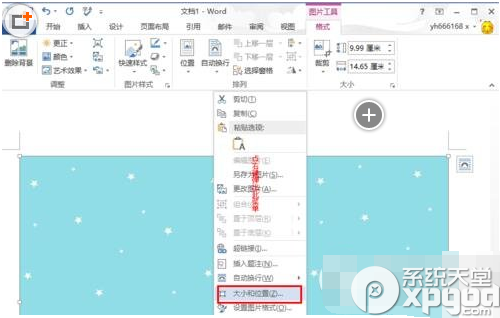 文档1 - Word
图片工具
开始
插入
设计
页面布局
引用
邮件
审阅
视图
格式
yh666168 x
删除背景
更正
颜色
艺术效果
调整
快速样式
图片样式
位置
自动换行
上移一层
下移一层
选择窗格
排列
裁剪
9.99 厘米
14.65 厘米
大小
剪切(T)
复制(C)
粘贴选项:
另存为图片(S)...
更改图片(A)...
组合(G)
置于顶层(R)
置于底层(K)
超链接(I)...
插入题注(N)...
自动换行(W)
大小和位置(Z)...
设置图片格式(O)...
系统天堂
xpgod